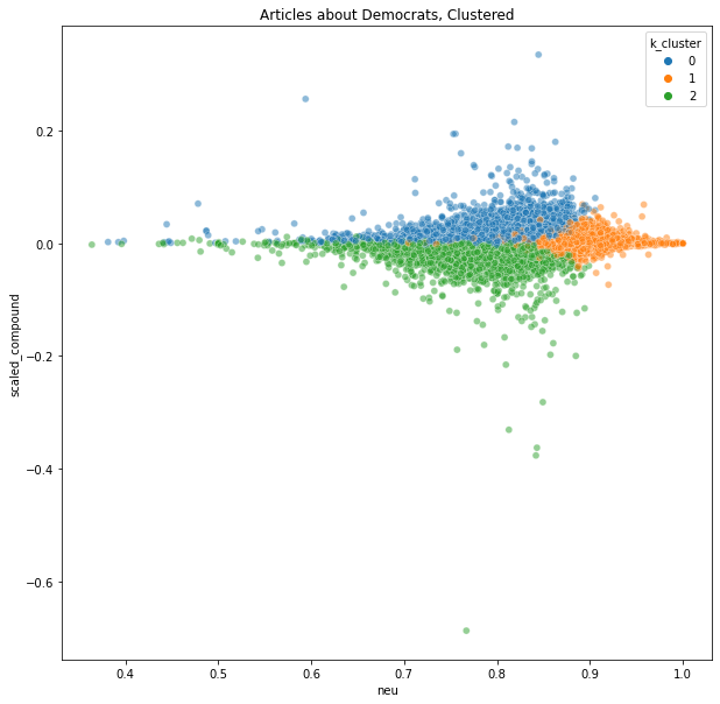 Articles about Democrats, Clustered
k_cluster
0
1
2
0.2
0.0
−0.2
−0.4
−0.6
scaled_compound
0.4 0.5 0.6 0.7 0.8 0.9 1.0
neu